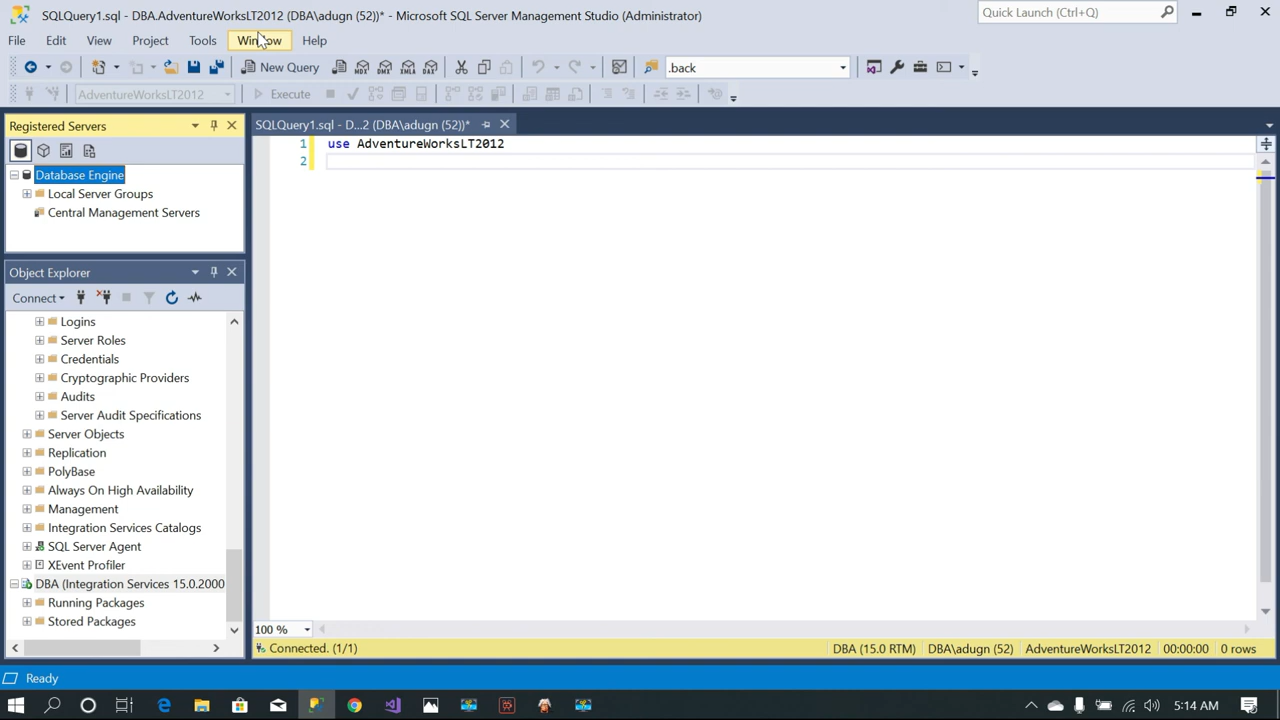 SQLQuery1.sql - DBA.AdventureWorksLT2012 (DBA\adugn (52))* - Microsoft SQL Server Management Studio (Administrator)
Quick Launch (Ctrl+Q)
File Edit View Project Tools Window Help
New Query
MDX DMX XMLA DAX
.back
AdventureWorksLT2012
Execute
Registered Servers
SQLQuery1.sql - D...2 (DBA\adugn (52))*
Database Engine
Local Server Groups
Central Management Servers
1 use AdventureWorksLT2012
2
Object Explorer
Connect
Logins
Server Roles
Credentials
Cryptographic Providers
Audits
Server Audit Specifications
Server Objects
Replication
PolyBase
Always On High Availability
Management
Integration Services Catalogs
SQL Server Agent
XEvent Profiler
DBA (Integration Services 15.0.2000
Running Packages
Stored Packages
100 %
Connected. (1/1)
DBA (15.0 RTM) DBA\adugn (52) AdventureWorksLT2012 00:00:00 0 rows
Ready
5:14 AM